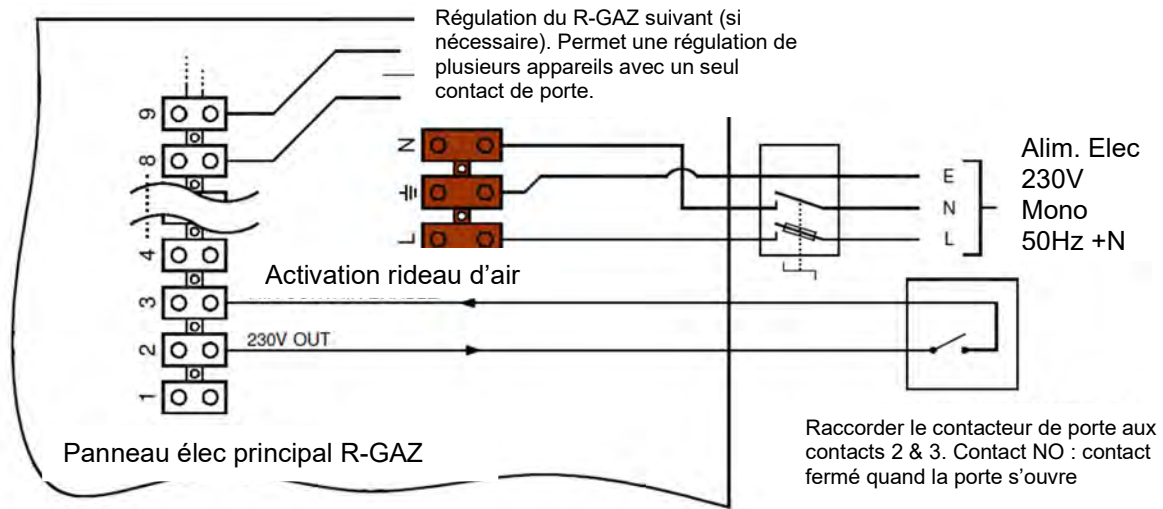 Régulation du R-GAZ suivant (si
nécessaire). Permet une régulation de
plusieurs appareils avec un seul
contact de porte.
9
8
4
3
2
1
N
L
Alim. Elec
230V
Mono
50Hz +N
E
N
L
Activation rideau d’air
230V OUT
Panneau élec principal R-GAZ
Raccorder le contacteur de porte aux
contacts 2 & 3. Contact NO : contact
fermé quand la porte s’ouvre